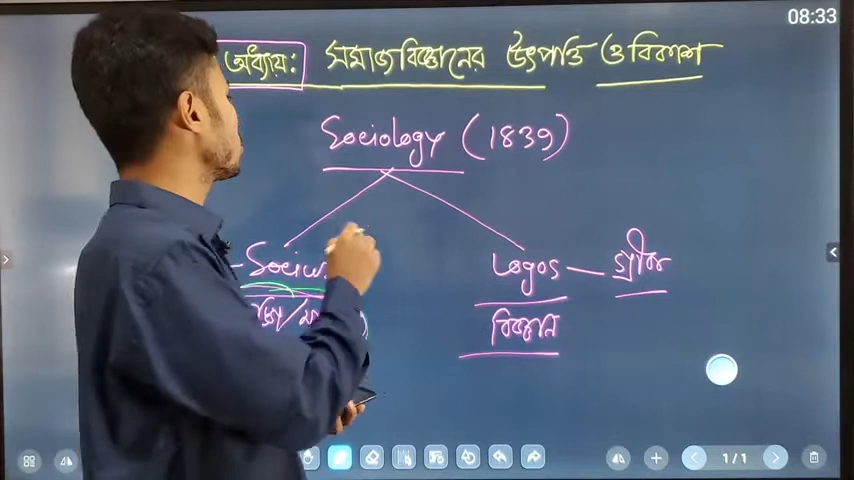 08:33
অধ্যায়: সমাজবিজ্ঞানের উৎপত্তি ও বিকাশ
Sociology (1839)
Logos — গ্রীক
বিজ্ঞান
1/1